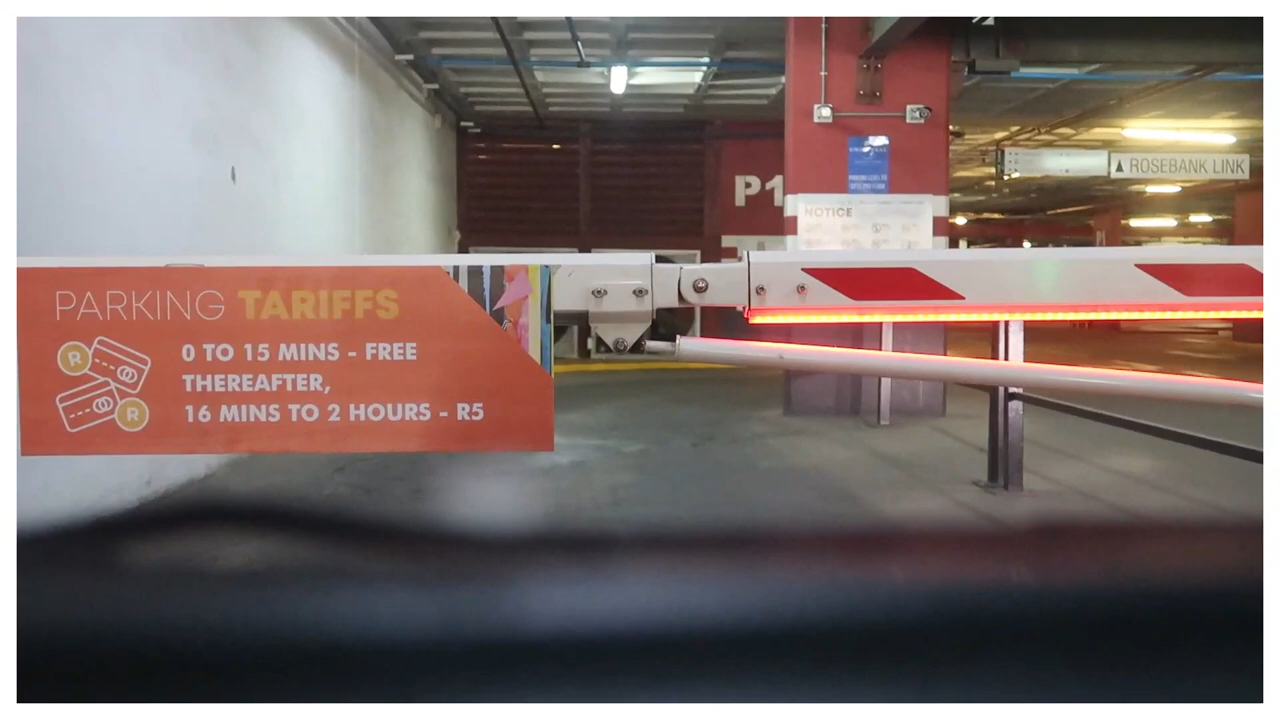 P1
ROSEBANK LINK
NOTICE
PARKING TARIFFS
0 TO 15 MINS - FREE
THEREAFTER,
16 MINS TO 2 HOURS - R5
R
R